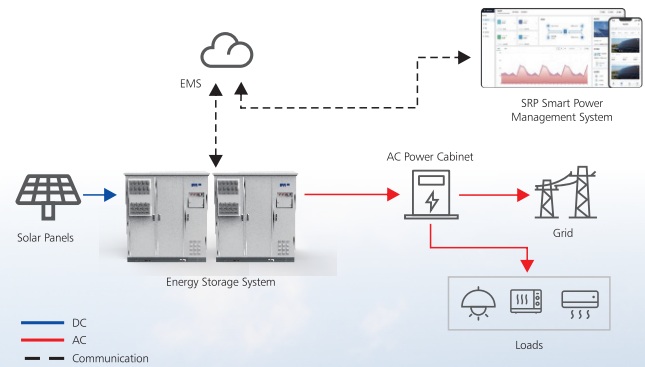 EMS
SRP Smart Power
Management System
AC Power Cabinet
Solar Panels
Energy Storage System
Grid
Loads
DC
AC
Communication